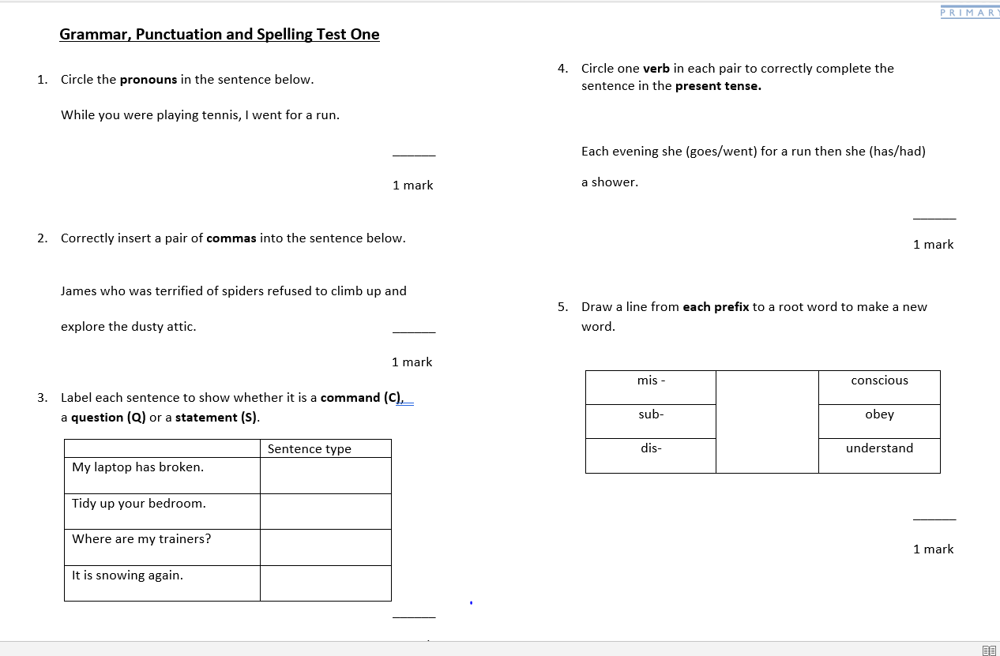 PRIMARY
Grammar, Punctuation and Spelling Test One
1. Circle the pronouns in the sentence below.
While you were playing tennis, I went for a run.
______
1 mark
2. Correctly insert a pair of commas into the sentence below.
James who was terrified of spiders refused to climb up and
explore the dusty attic. ______
1 mark
3. Label each sentence to show whether it is a command (C),
a question (Q) or a statement (S).
Sentence type
My laptop has broken.
Tidy up your bedroom.
Where are my trainers?
It is snowing again.
______
4. Circle one verb in each pair to correctly complete the
sentence in the present tense.
Each evening she (goes/went) for a run then she (has/had)
a shower.
______
1 mark
5. Draw a line from each prefix to a root word to make a new
word.
mis - conscious
sub- obey
dis- understand
______
1 mark